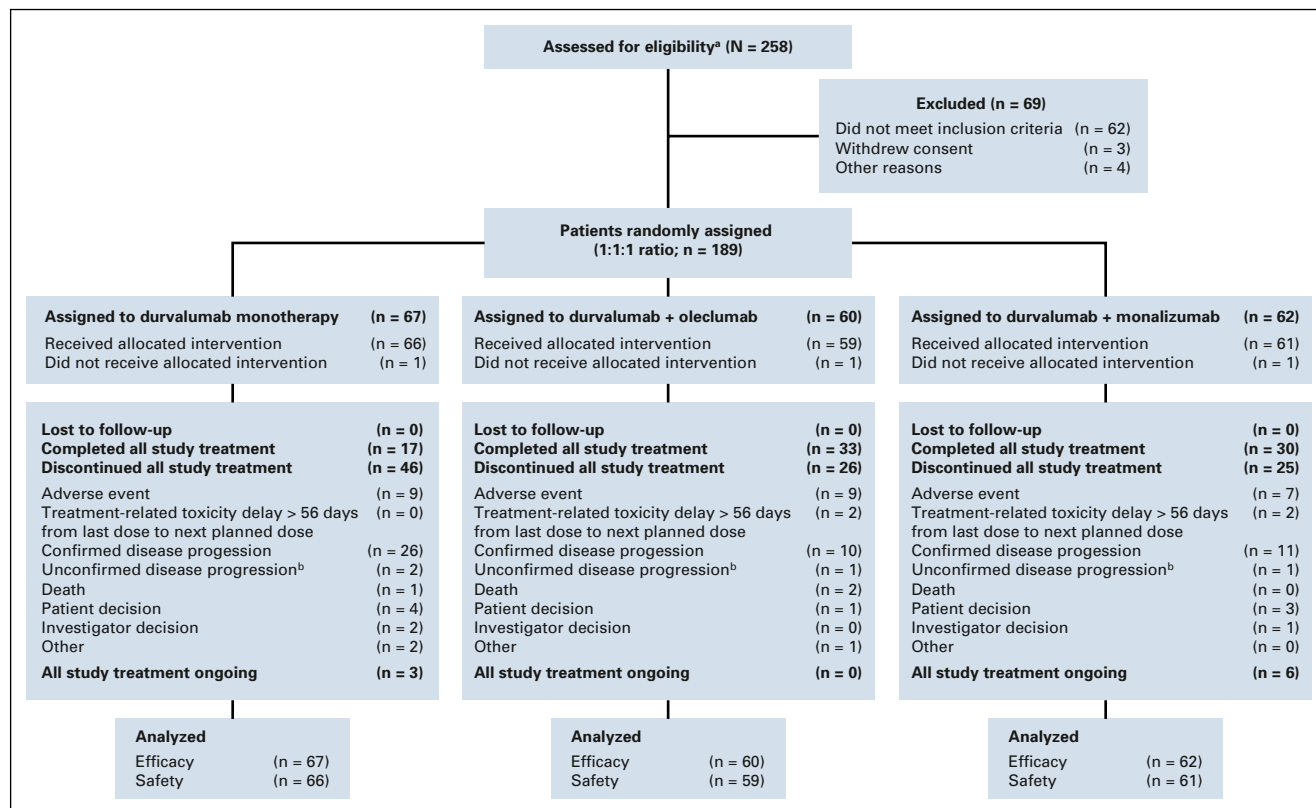 Assessed for eligibilityᵃ (N = 258)
Excluded (n = 69)
Did not meet inclusion criteria (n = 62)
Withdrew consent (n = 3)
Other reasons (n = 4)
Patients randomly assigned
(1:1:1 ratio; n = 189)
Assigned to durvalumab monotherapy (n = 67)
Received allocated intervention (n = 66)
Did not receive allocated intervention (n = 1)
Assigned to durvalumab + oleclumab (n = 60)
Received allocated intervention (n = 59)
Did not receive allocated intervention (n = 1)
Assigned to durvalumab + monalizumab (n = 62)
Received allocated intervention (n = 61)
Did not receive allocated intervention (n = 1)
Lost to follow-up (n = 0)
Completed all study treatment (n = 17)
Discontinued all study treatment (n = 46)
Adverse event (n = 9)
Treatment-related toxicity delay > 56 days (n = 0)
from last dose to next planned dose
Confirmed disease progession (n = 26)
Unconfirmed disease progressionᵇ (n = 2)
Death (n = 1)
Patient decision (n = 4)
Investigator decision (n = 2)
Other (n = 2)
All study treatment ongoing (n = 3)
Lost to follow-up (n = 0)
Completed all study treatment (n = 33)
Discontinued all study treatment (n = 26)
Adverse event (n = 9)
Treatment-related toxicity delay > 56 days (n = 2)
from last dose to next planned dose
Confirmed disease progession (n = 10)
Unconfirmed disease progressionᵇ (n = 1)
Death (n = 2)
Patient decision (n = 1)
Investigator decision (n = 0)
Other (n = 1)
All study treatment ongoing (n = 0)
Lost to follow-up (n = 0)
Completed all study treatment (n = 30)
Discontinued all study treatment (n = 25)
Adverse event (n = 7)
Treatment-related toxicity delay > 56 days (n = 2)
from last dose to next planned dose
Confirmed disease progession (n = 11)
Unconfirmed disease progressionᵇ (n = 1)
Death (n = 0)
Patient decision (n = 3)
Investigator decision (n = 1)
Other (n = 0)
All study treatment ongoing (n = 6)
Analyzed
Efficacy (n = 67)
Safety (n = 66)
Analyzed
Efficacy (n = 60)
Safety (n = 59)
Analyzed
Efficacy (n = 62)
Safety (n = 61)